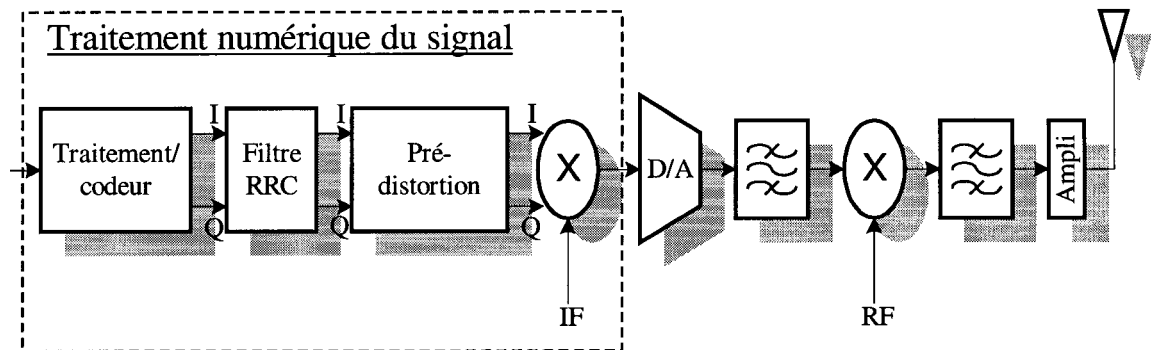 Traitement numérique du signal
I
I
I
Traitement/
codeur
Filtre
RRC
Pré-
distortion
X
D/A
X
Ampli
Q
Q
Q
IF
RF